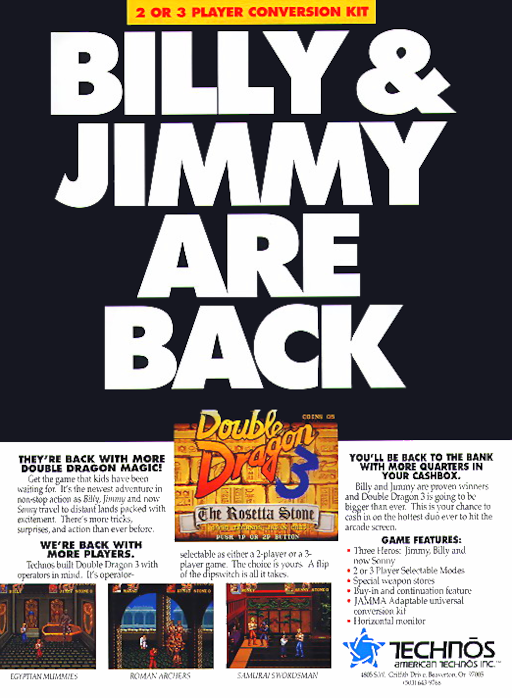 2 OR 3 PLAYER CONVERSION KIT
BILLY &
JIMMY
ARE
BACK
COINS 05
Double
Dragon
3
The Rosetta Stone
PUSH 1P OR 2P BUTTON
THEY'RE BACK WITH MORE
DOUBLE DRAGON MAGIC!
Get the game that kids have been
waiting for. It's the newest adventure in
non-stop action as Billy, Jimmy and now
Sonny travel to distant lands packed with
excitement. There's more tricks,
surprises, and action than ever before.
WE'RE BACK WITH
MORE PLAYERS.
Technos built Double Dragon 3 with
operators in mind. It's operator-
selectable as either a 2-player or a 3-
player game. The choice is yours. A flip
of the dipswitch is all it takes.
YOU'LL BE BACK TO THE BANK
WITH MORE QUARTERS IN
YOUR CASHBOX.
Billy and Jimmy are proven winners
and Double Dragon 3 is going to be
bigger than ever. This is your chance to
cash in on the hottest duo ever to hit the
arcade screen.
GAME FEATURES:
• Three Heros: Jimmy, Billy and
now Sonny
• 2 or 3 Player Selectable Modes
• Special weapon stores
• Buy-in and continuation feature
• JAMMA Adaptable universal
conversion kit
• Horizontal monitor
EGYPTIAN MUMMIES
ROMAN ARCHERS
SAMURAI SWORDSMAN
TECHNŌS
AMERICAN TECHNOS INC.
Griffith Drive, Beaverton, OR 97005
(503) 643-9766